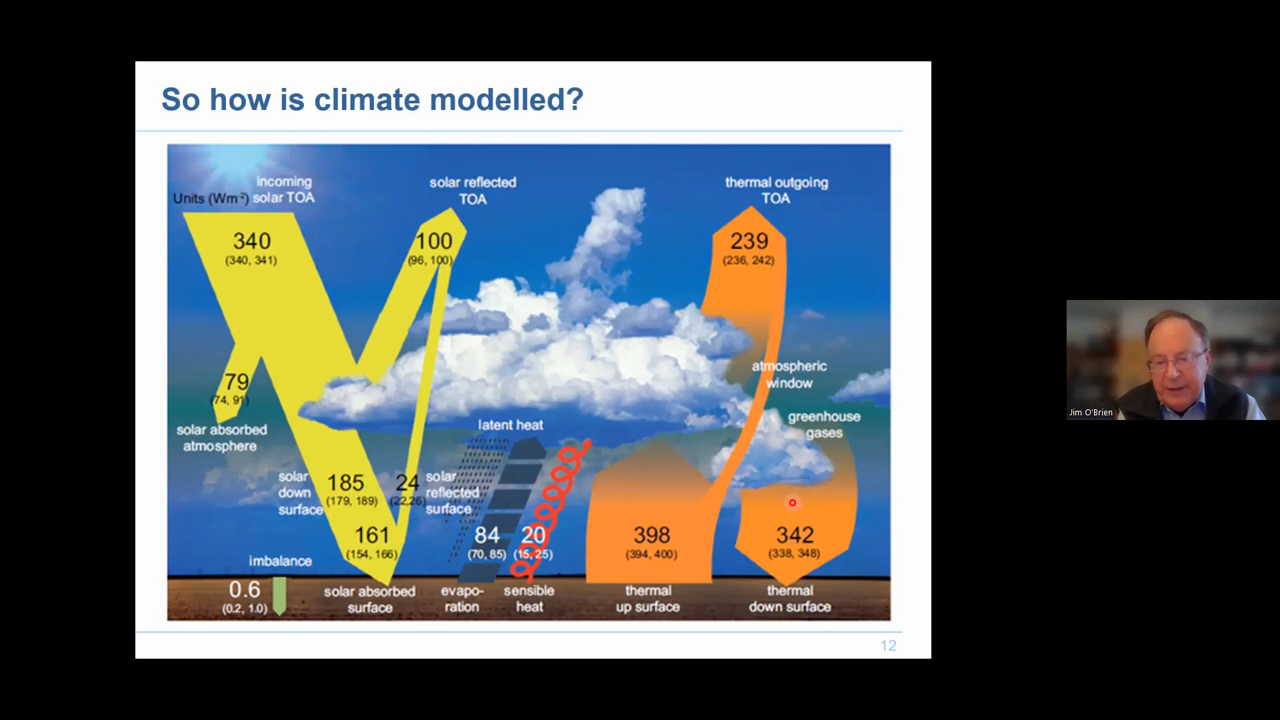 So how is climate modelled?
Units (Wm⁻²)
incoming
solar TOA
solar reflected
TOA
thermal outgoing
TOA
340
(340, 341)
100
(96, 100)
239
(236, 242)
79
(74, 91)
solar absorbed
atmosphere
atmospheric
window
greenhouse
gases
latent heat
solar
down
surface
185
(179, 189)
24
(22,26)
solar
reflected
surface
161
(154, 166)
84
(70, 85)
20
(15, 25)
398
(394, 400)
342
(338, 348)
imbalance
0.6
(0.2, 1.0)
solar absorbed
surface
evapo-
ration
sensible
heat
thermal
up surface
thermal
down surface
12
Jim O'Brien